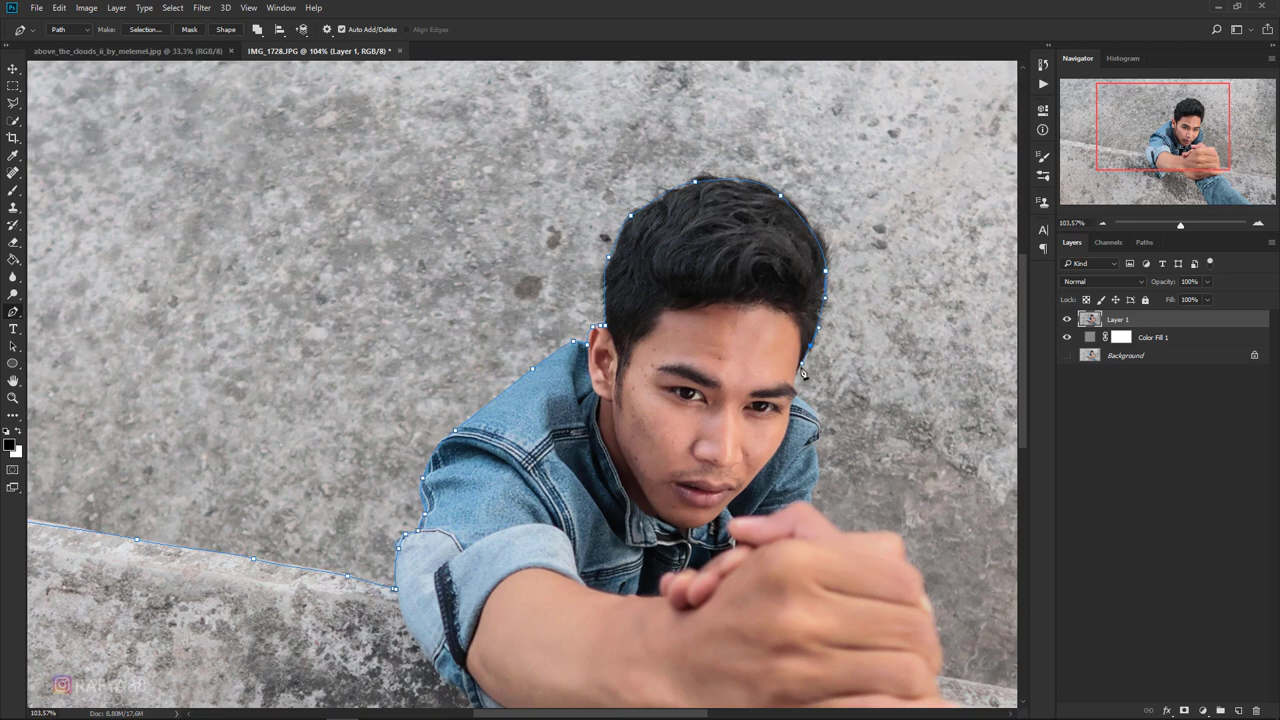 Ps File Edit Image Layer Type Select Filter 3D View Window Help
Path Make: Selection... Mask Shape Auto Add/Delete Align Edges
above_the_clouds_ii_by_melemel.jpg @ 33,3% (RGB/8) × IMG_1728.JPG @ 104% (Layer 1, RGB/8) * ×
Navigator Histogram
103,57%
Layers Channels Paths
Kind
Normal Opacity: 100%
Lock: Fill: 100%
Layer 1
Color Fill 1
Background
103,57% Doc: 8,80M/17,6M